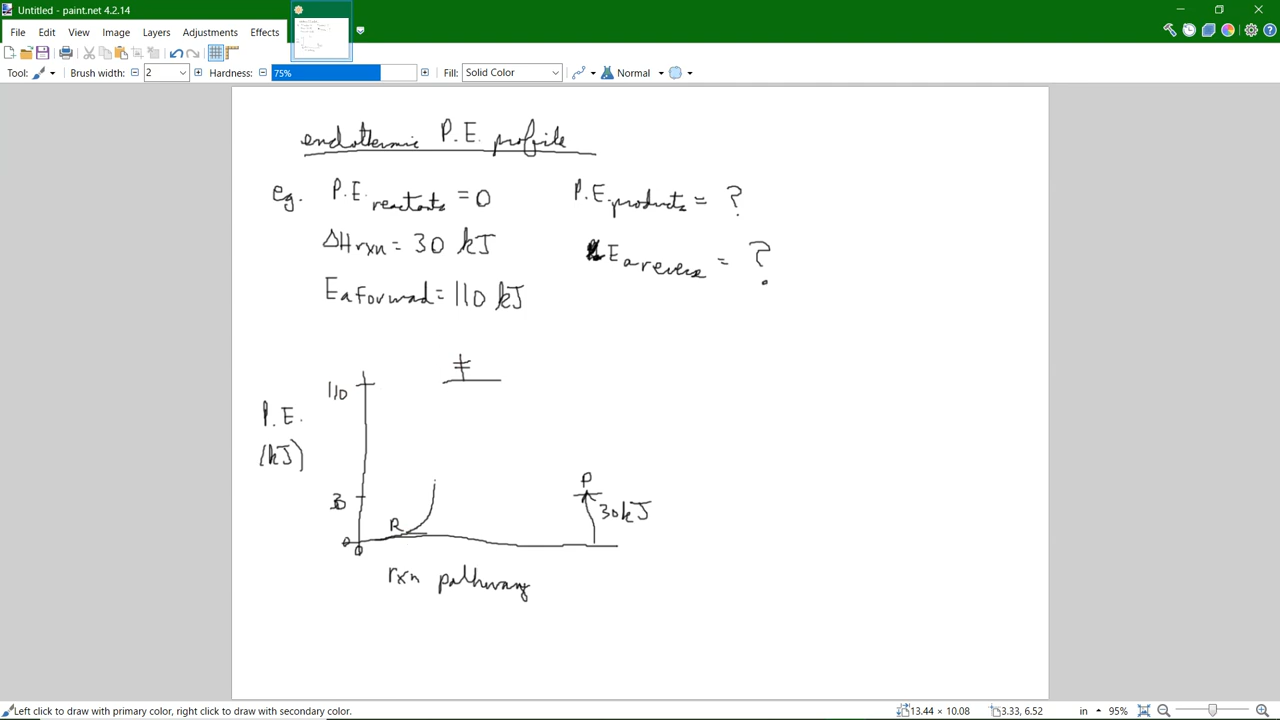 Untitled - paint.net 4.2.14
File Edit View Image Layers Adjustments Effects
Tool: Brush width: 2 Hardness: 75% Fill: Solid Color Normal
endothermic P.E. profile
eg. P.E. reactants = 0 P.E. products = ?
ΔHrxn = 30 kJ Ea reverse = ?
Ea forward = 110 kJ
‡
110
P.E.
(kJ)
P
30 30kJ
R
0
0
rxn pathway
Left click to draw with primary color, right click to draw with secondary color. 13.44 × 10.08 3.33, 6.52 in 95%